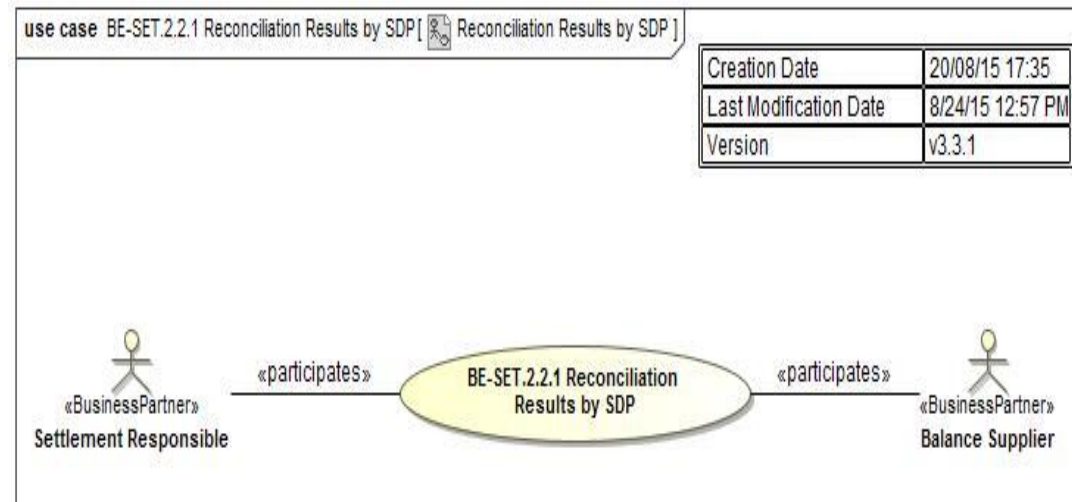 use case BE-SET.2.2.1 Reconciliation Results by SDP[ Reconciliation Results by SDP ]
Creation Date 20/08/15 17:35
Last Modification Date 8/24/15 12:57 PM
Version v3.3.1
«participates» «participates»
BE-SET.2.2.1 Reconciliation
Results by SDP
«BusinessPartner»
Settlement Responsible
«BusinessPartner»
Balance Supplier